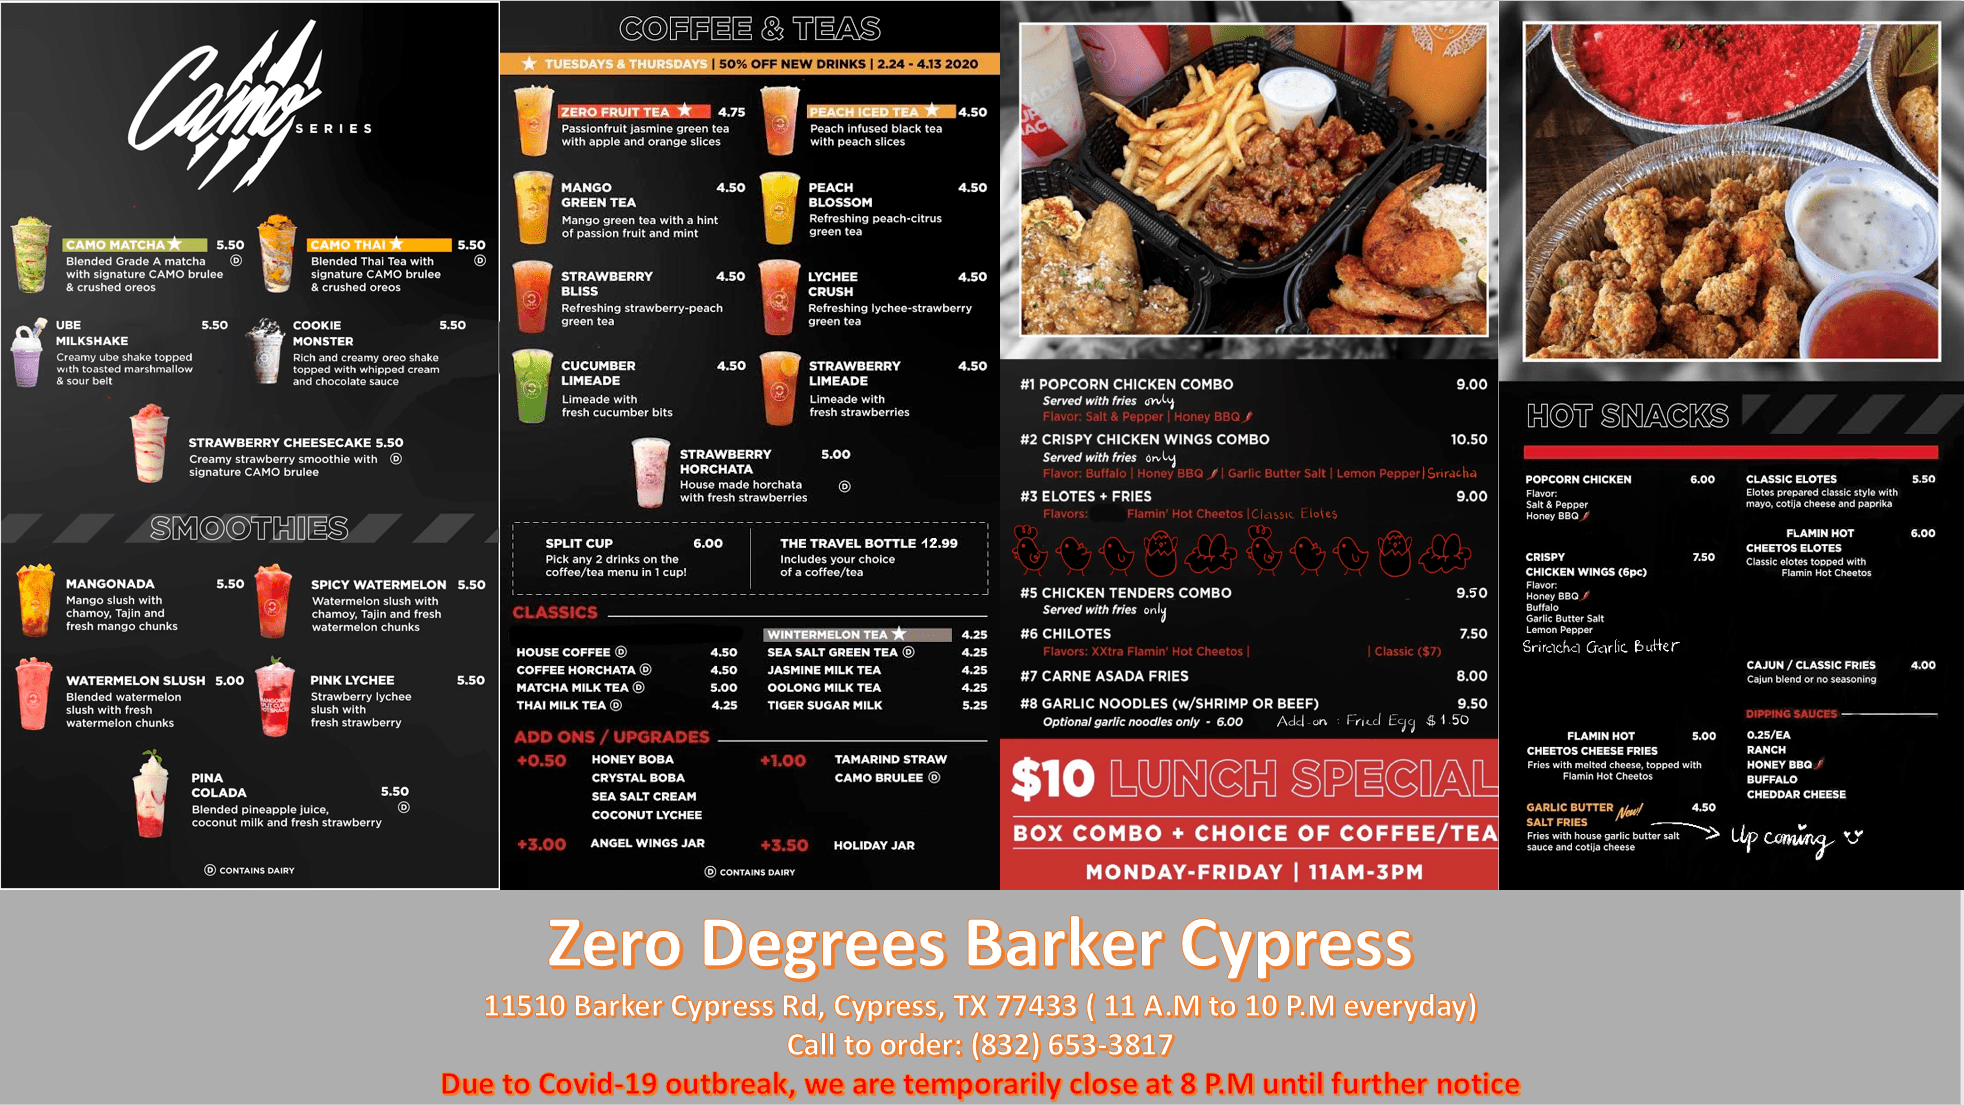 Camo
SERIES
CAMO MATCHA 5.50
Blended Grade A matcha Ⓓ
with signature CAMO brulee
& crushed oreos
CAMO THAI 5.50
Blended Thai Tea with Ⓓ
signature CAMO brulee
& crushed oreos
UBE 5.50
MILKSHAKE
Creamy ube shake topped
with toasted marshmallow
& sour belt
COOKIE 5.50
MONSTER
Rich and creamy oreo shake
topped with whipped cream
and chocolate sauce
STRAWBERRY CHEESECAKE 5.50
Creamy strawberry smoothie with Ⓓ
signature CAMO brulee
SMOOTHIES
MANGONADA 5.50
Mango slush with
chamoy, Tajin and
fresh mango chunks
SPICY WATERMELON 5.50
Watermelon slush with
chamoy, Tajin and fresh
watermelon chunks
WATERMELON SLUSH 5.00
Blended watermelon
slush with fresh
watermelon chunks
PINK LYCHEE 5.50
Strawberry lychee
slush with
fresh strawberry
PINA
COLADA 5.50
Blended pineapple juice, Ⓓ
coconut milk and fresh strawberry
Ⓓ CONTAINS DAIRY
COFFEE & TEAS
★ TUESDAYS & THURSDAYS | 50% OFF NEW DRINKS | 2.24 - 4.13 2020
ZERO FRUIT TEA ★ 4.75
Passionfruit jasmine green tea
with apple and orange slices
PEACH ICED TEA ★ 4.50
Peach infused black tea
with peach slices
MANGO 4.50
GREEN TEA
Mango green tea with a hint
of passion fruit and mint
PEACH 4.50
BLOSSOM
Refreshing peach-citrus
green tea
STRAWBERRY 4.50
BLISS
Refreshing strawberry-peach
green tea
LYCHEE 4.50
CRUSH
Refreshing lychee-strawberry
green tea
CUCUMBER 4.50
LIMEADE
Limeade with
fresh cucumber bits
STRAWBERRY 4.50
LIMEADE
Limeade with
fresh strawberries
STRAWBERRY 5.00
HORCHATA
House made horchata Ⓓ
with fresh strawberries
SPLIT CUP 6.00
Pick any 2 drinks on the
coffee/tea menu in 1 cup!
THE TRAVEL BOTTLE 12.99
Includes your choice
of a coffee/tea
CLASSICS
HOUSE COFFEE Ⓓ 4.50
COFFEE HORCHATA Ⓓ 4.50
MATCHA MILK TEA Ⓓ 5.00
THAI MILK TEA Ⓓ 4.25
WINTERMELON TEA ★ 4.25
SEA SALT GREEN TEA Ⓓ 4.25
JASMINE MILK TEA 4.25
OOLONG MILK TEA 4.25
TIGER SUGAR MILK 5.25
ADD ONS / UPGRADES
+0.50 HONEY BOBA
CRYSTAL BOBA
SEA SALT CREAM
COCONUT LYCHEE
+1.00 TAMARIND STRAW
CAMO BRULEE Ⓓ
+3.00 ANGEL WINGS JAR
+3.50 HOLIDAY JAR
Ⓓ CONTAINS DAIRY
#1 POPCORN CHICKEN COMBO 9.00
Served with fries only
Flavor: Salt & Pepper | Honey BBQ
#2 CRISPY CHICKEN WINGS COMBO 10.50
Served with fries only
Flavor: Buffalo | Honey BBQ | Garlic Butter Salt | Lemon Pepper | Sriracha
#3 ELOTES + FRIES 9.00
Flavors: Flamin' Hot Cheetos | Classic Elotes
#5 CHICKEN TENDERS COMBO 9.50
Served with fries only
#6 CHILOTES 7.50
Flavors: XXtra Flamin' Hot Cheetos | | Classic ($7)
#7 CARNE ASADA FRIES 8.00
#8 GARLIC NOODLES (w/SHRIMP OR BEEF) 9.50
Optional garlic noodles only - 6.00 Add-on : Fried Egg $1.50
$10 LUNCH SPECIAL
BOX COMBO + CHOICE OF COFFEE/TEA
MONDAY-FRIDAY | 11AM-3PM
HOT SNACKS
POPCORN CHICKEN 6.00
Flavor:
Salt & Pepper
Honey BBQ
CRISPY 7.50
CHICKEN WINGS (6pc)
Flavor:
Honey BBQ
Buffalo
Garlic Butter Salt
Lemon Pepper
Sriracha Garlic Butter
FLAMIN HOT 5.00
CHEETOS CHEESE FRIES
Fries with melted cheese, topped with
Flamin Hot Cheetos
GARLIC BUTTER New! 4.50
SALT FRIES
Fries with house garlic butter salt
sauce and cotija cheese
Up coming
CLASSIC ELOTES 5.50
Elotes prepared classic style with
mayo, cotija cheese and paprika
FLAMIN HOT 6.00
CHEETOS ELOTES
Classic elotes topped with
Flamin Hot Cheetos
CAJUN / CLASSIC FRIES 4.00
Cajun blend or no seasoning
DIPPING SAUCES
0.25/EA
RANCH
HONEY BBQ
BUFFALO
CHEDDAR CHEESE
Zero Degrees Barker Cypress
11510 Barker Cypress Rd, Cypress, TX 77433 ( 11 A.M to 10 P.M everyday)
Call to order: (832) 653-3817
Due to Covid-19 outbreak, we are temporarily close at 8 P.M until further notice